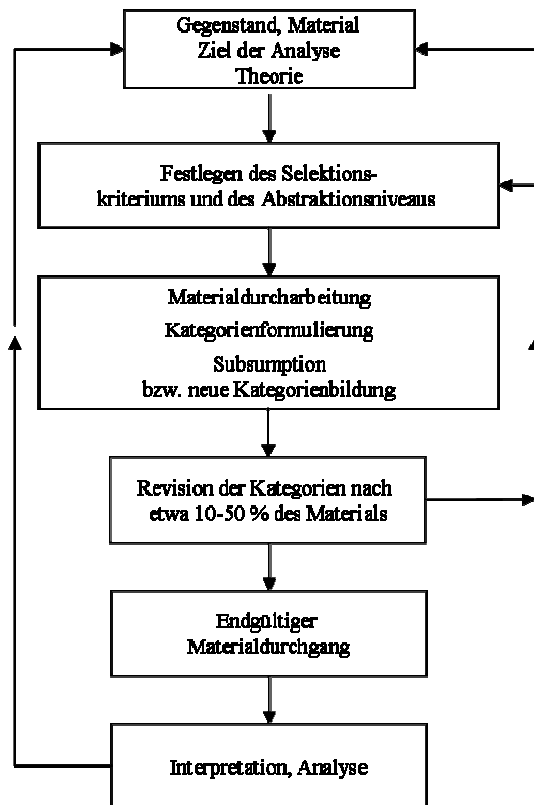 Gegenstand, Material
Ziel der Analyse
Theorie
Festlegen des Selektions-
kriteriums und des Abstraktionsniveaus
Materialdurcharbeitung
Kategorienformulierung
Subsumption
bzw. neue Kategorienbildung
Revision der Kategorien nach
etwa 10-50 % des Materials
Endgültiger
Materialdurchgang
Interpretation, Analyse